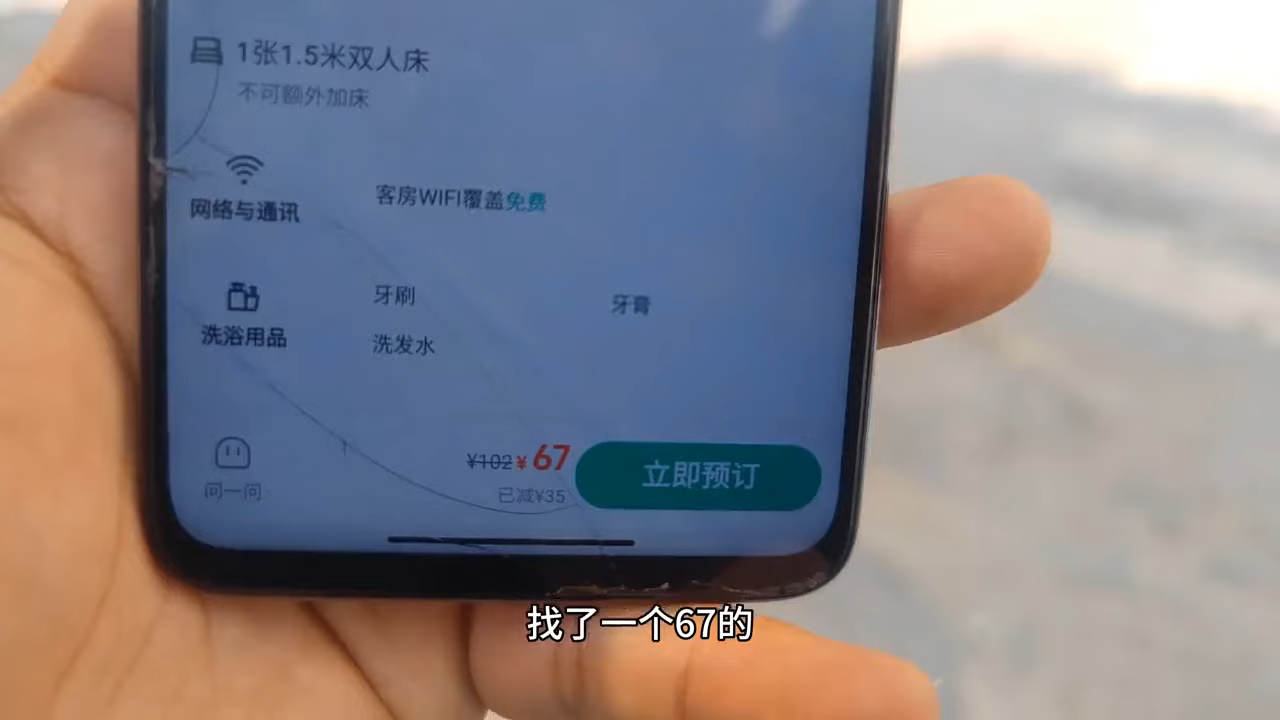 1张1.5米双人床
不可额外加床
网络与通讯
客房WIFI覆盖免费
洗浴用品
牙刷
牙膏
洗发水
问一问
¥102 ¥67
已减¥35
立即预订
找了一个67的